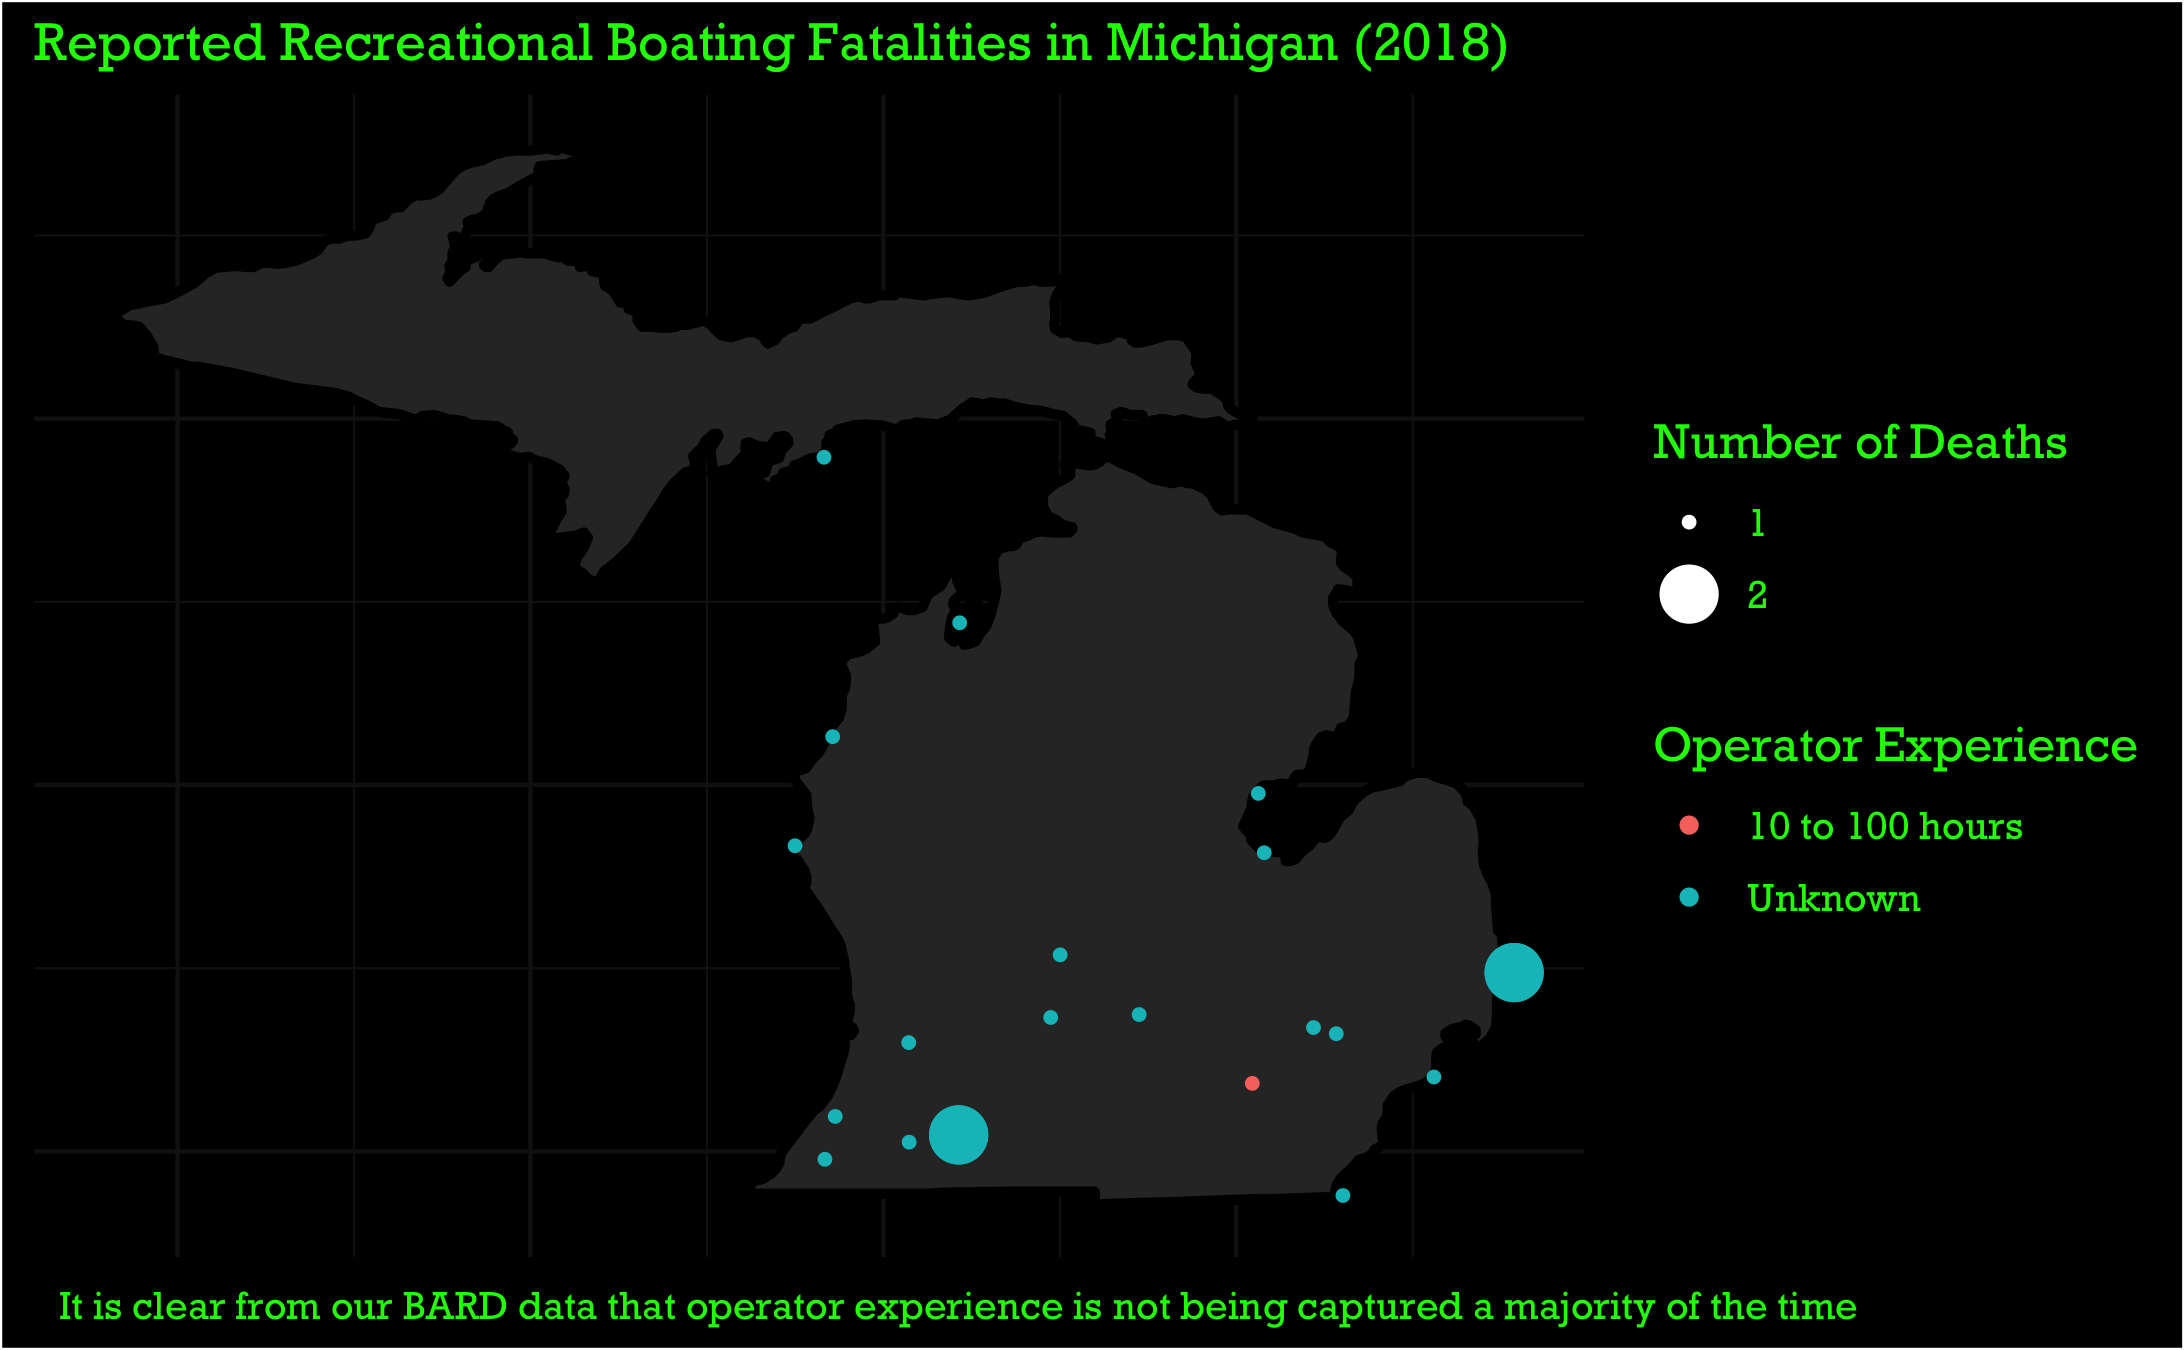 Reported Recreational Boating Fatalities in Michigan (2018)
Number of Deaths
1
2
Operator Experience
10 to 100 hours
Unknown
It is clear from our BARD data that operator experience is not being captured a majority of the time